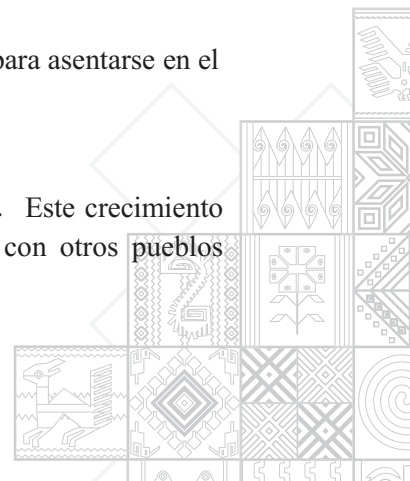 para asentarse en el
. Este crecimiento
con otros pueblos